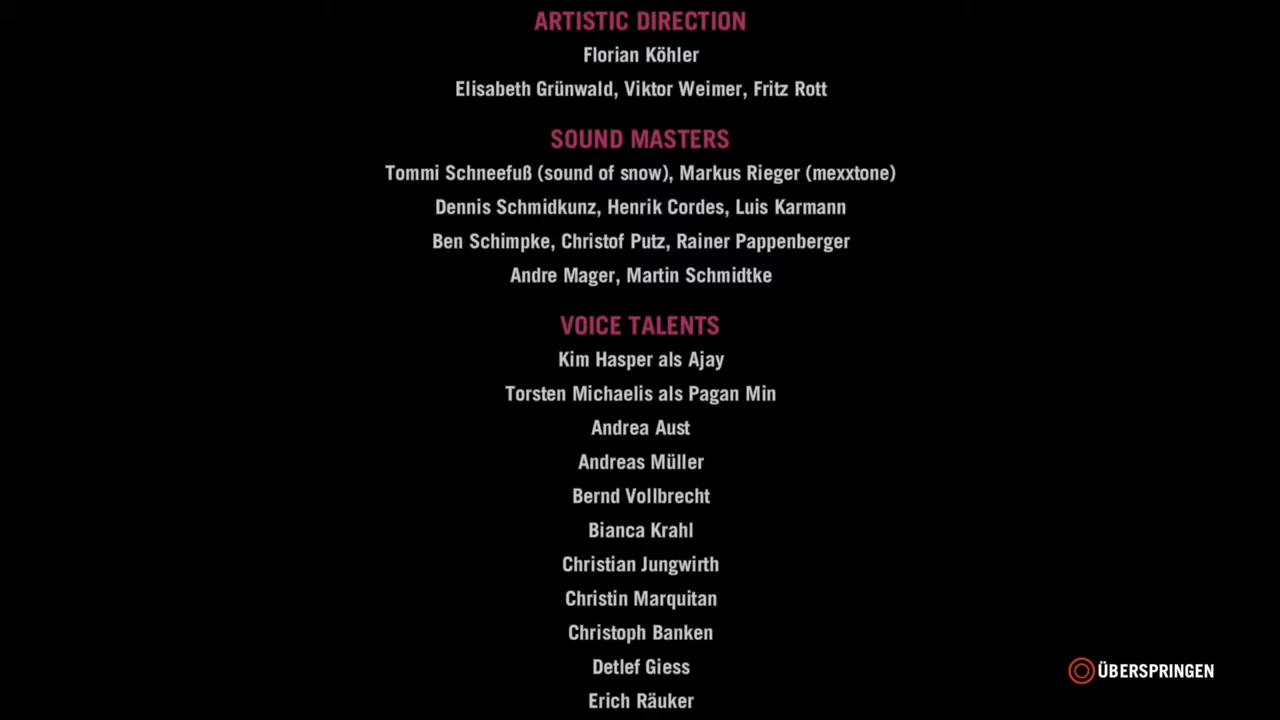 ARTISTIC DIRECTION
Florian Köhler
Elisabeth Grünwald, Viktor Weimer, Fritz Rott
SOUND MASTERS
Tommi Schneefuß (sound of snow), Markus Rieger (mexxtone)
Dennis Schmidkunz, Henrik Cordes, Luis Karmann
Ben Schimpke, Christof Putz, Rainer Pappenberger
Andre Mager, Martin Schmidtke
VOICE TALENTS
Kim Hasper als Ajay
Torsten Michaelis als Pagan Min
Andrea Aust
Andreas Müller
Bernd Vollbrecht
Bianca Krahl
Christian Jungwirth
Christin Marquitan
Christoph Banken
Detlef Giess
ÜBERSPRINGEN
Erich Räuker